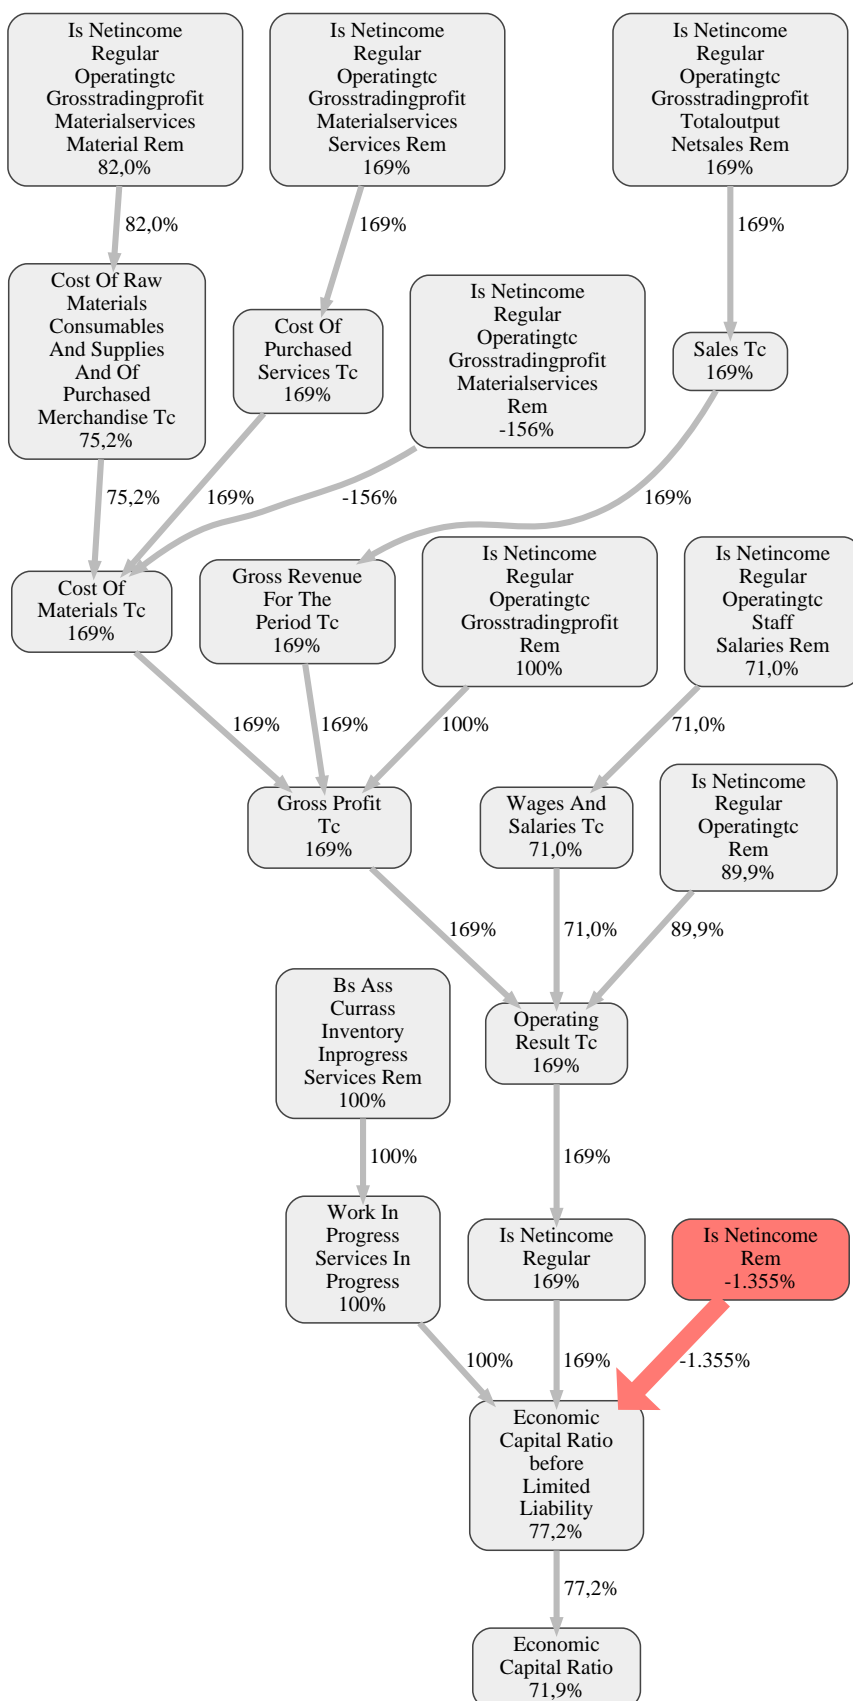 Is Netincome
Regular
Operatingtc
Grosstradingprofit
Materialservices
Material Rem
82,0%
Is Netincome
Regular
Operatingtc
Grosstradingprofit
Materialservices
Services Rem
169%
Is Netincome
Regular
Operatingtc
Grosstradingprofit
Totaloutput
Netsales Rem
169%
82,0%
169%
169%
Cost Of Raw
Materials
Consumables
And Supplies
And Of
Purchased
Merchandise Tc
75,2%
Cost Of
Purchased
Services Tc
169%
Is Netincome
Regular
Operatingtc
Grosstradingprofit
Materialservices
Rem
-156%
Sales Tc
169%
75,2%
169%
-156%
169%
Cost Of
Materials Tc
169%
Gross Revenue
For The
Period Tc
169%
Is Netincome
Regular
Operatingtc
Grosstradingprofit
Rem
100%
Is Netincome
Regular
Operatingtc
Staff
Salaries Rem
71,0%
169%
169%
100%
71,0%
Gross Profit
Tc
169%
Wages And
Salaries Tc
71,0%
Is Netincome
Regular
Operatingtc
Rem
89,9%
169%
71,0%
89,9%
Bs Ass
Currass
Inventory
Inprogress
Services Rem
100%
Operating
Result Tc
169%
100%
169%
Work In
Progress
Services In
Progress
100%
Is Netincome
Regular
169%
Is Netincome
Rem
-1.355%
100%
169%
-1.355%
Economic
Capital Ratio
before
Limited
Liability
77,2%
77,2%
Economic
Capital Ratio
71,9%